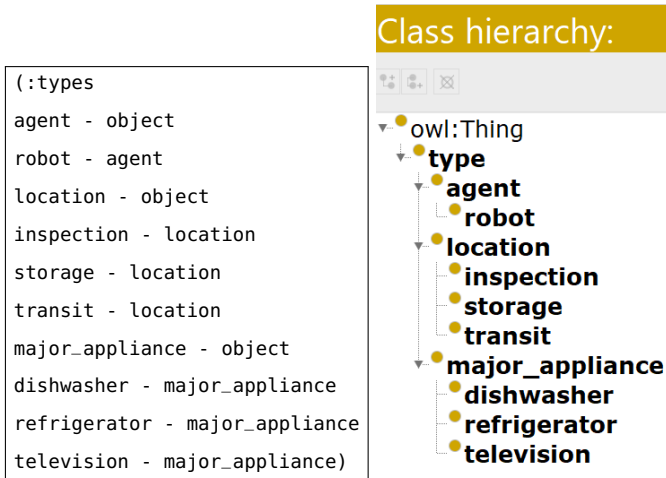 (:types
agent - object
robot - agent
location - object
inspection - location
storage - location
transit - location
major_appliance - object
dishwasher - major_appliance
refrigerator - major_appliance
television - major_appliance)
Class hierarchy:
owl:Thing
type
agent
robot
location
inspection
storage
transit
major_appliance
dishwasher
refrigerator
television